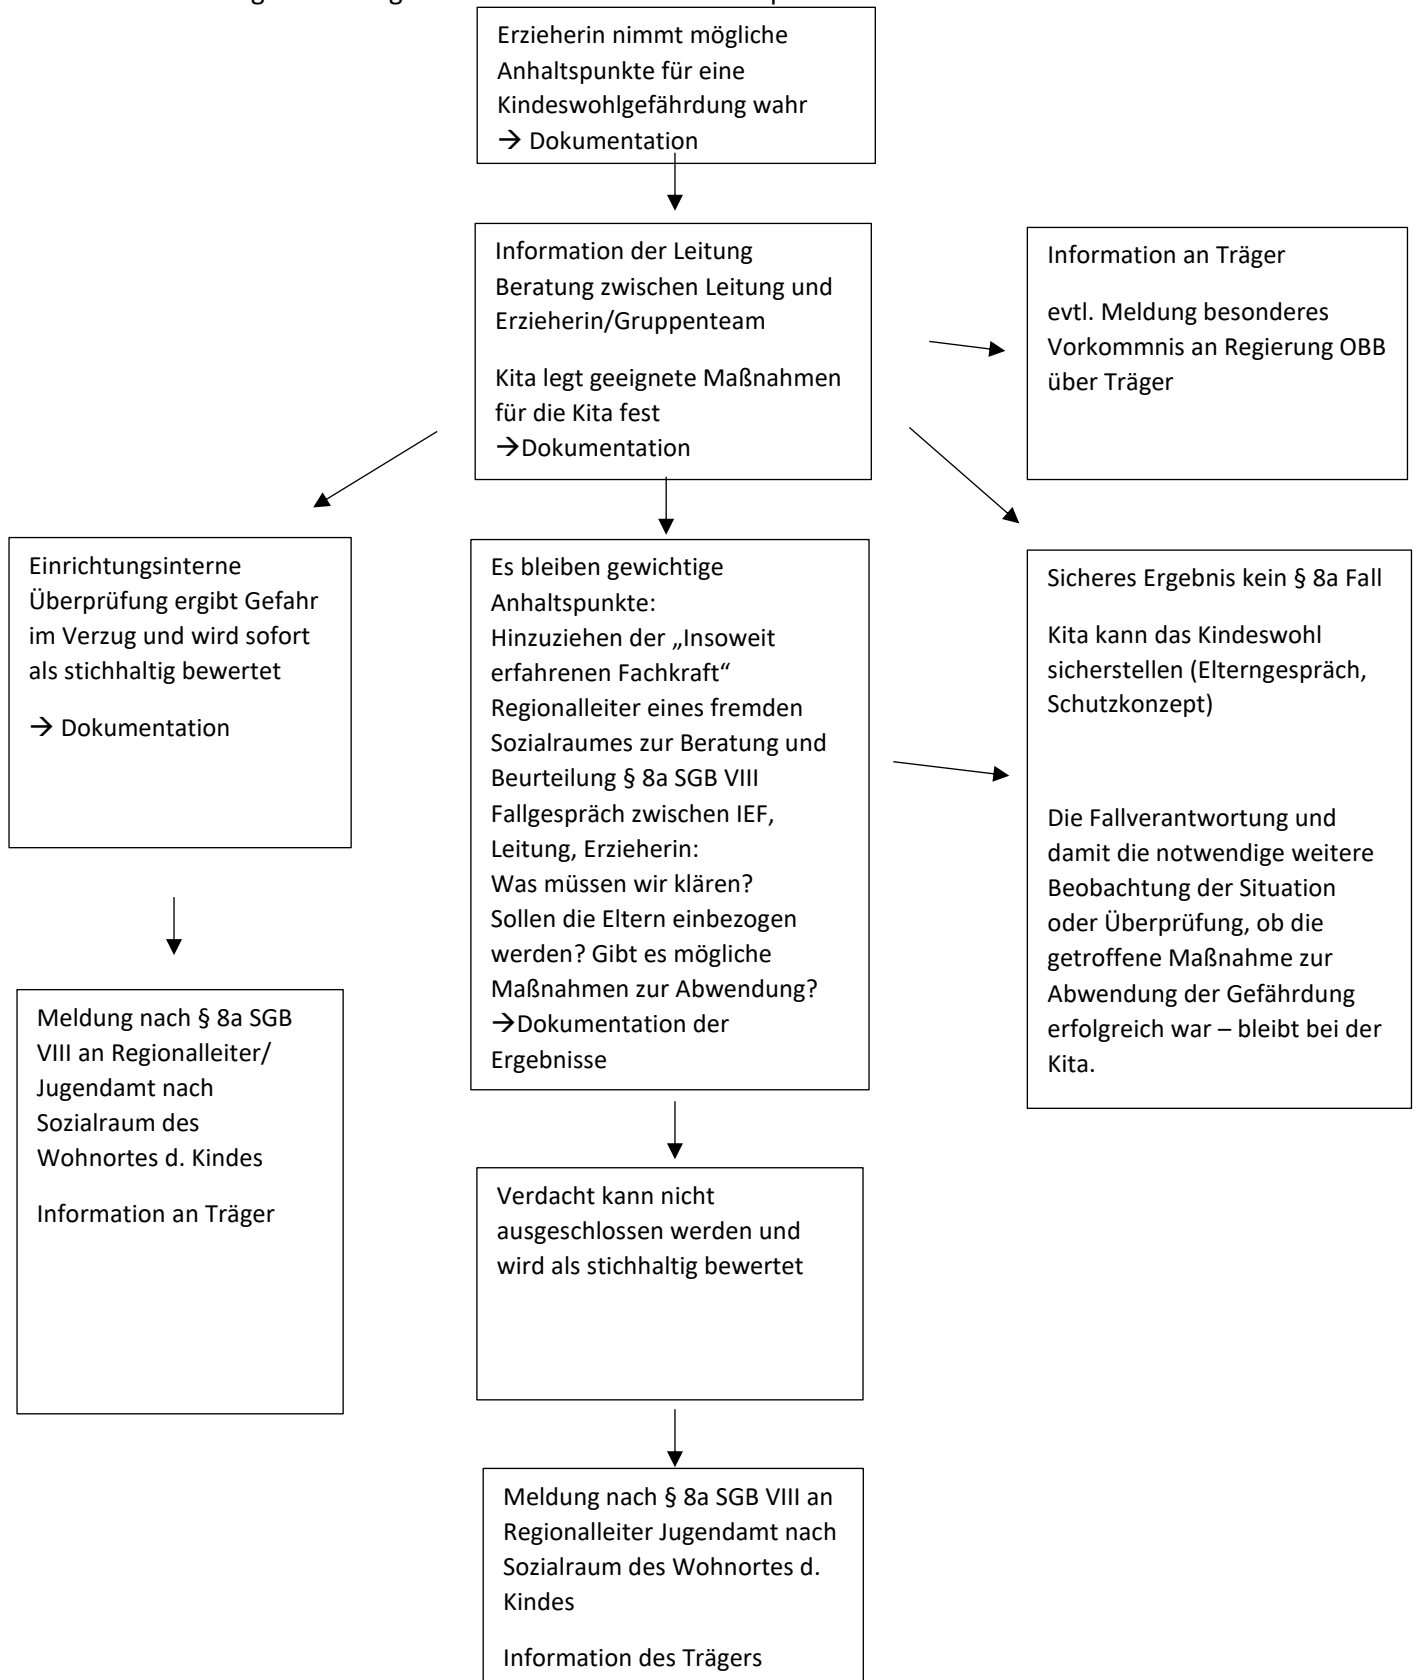 Erzieherin nimmt mögliche
Anhaltspunkte für eine
Kindeswohlgefährdung wahr
→ Dokumentation
Information der Leitung
Beratung zwischen Leitung und
Erzieherin/Gruppenteam
Kita legt geeignete Maßnahmen
für die Kita fest
→Dokumentation
Information an Träger
evtl. Meldung besonderes
Vorkommnis an Regierung OBB
über Träger
Einrichtungsinterne
Überprüfung ergibt Gefahr
im Verzug und wird sofort
als stichhaltig bewertet
→ Dokumentation
Es bleiben gewichtige
Anhaltspunkte:
Hinzuziehen der „Insoweit
erfahrenen Fachkraft“
Regionalleiter eines fremden
Sozialraumes zur Beratung und
Beurteilung § 8a SGB VIII
Fallgespräch zwischen IEF,
Leitung, Erzieherin:
Was müssen wir klären?
Sollen die Eltern einbezogen
werden? Gibt es mögliche
Maßnahmen zur Abwendung?
→Dokumentation der
Ergebnisse
Sicheres Ergebnis kein § 8a Fall
Kita kann das Kindeswohl
sicherstellen (Elterngespräch,
Schutzkonzept)
Die Fallverantwortung und
damit die notwendige weitere
Beobachtung der Situation
oder Überprüfung, ob die
getroffene Maßnahme zur
Abwendung der Gefährdung
erfolgreich war – bleibt bei der
Kita.
Meldung nach § 8a SGB
VIII an Regionalleiter/
Jugendamt nach
Sozialraum des
Wohnortes d. Kindes
Information an Träger
Verdacht kann nicht
ausgeschlossen werden und
wird als stichhaltig bewertet
Meldung nach § 8a SGB VIII an
Regionalleiter Jugendamt nach
Sozialraum des Wohnortes d.
Kindes
Information des Trägers